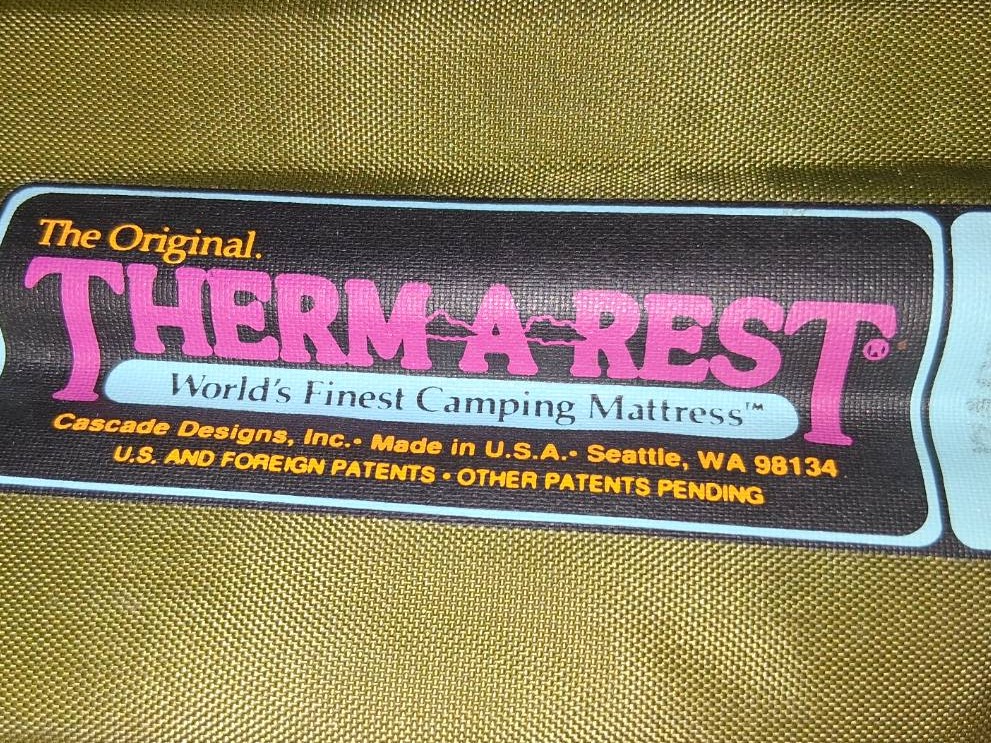 The Original.
THERM-A-REST®
World's Finest Camping Mattress™
Cascade Designs, Inc.• Made in U.S.A.• Seattle, WA 98134
U.S. AND FOREIGN PATENTS • OTHER PATENTS PENDING